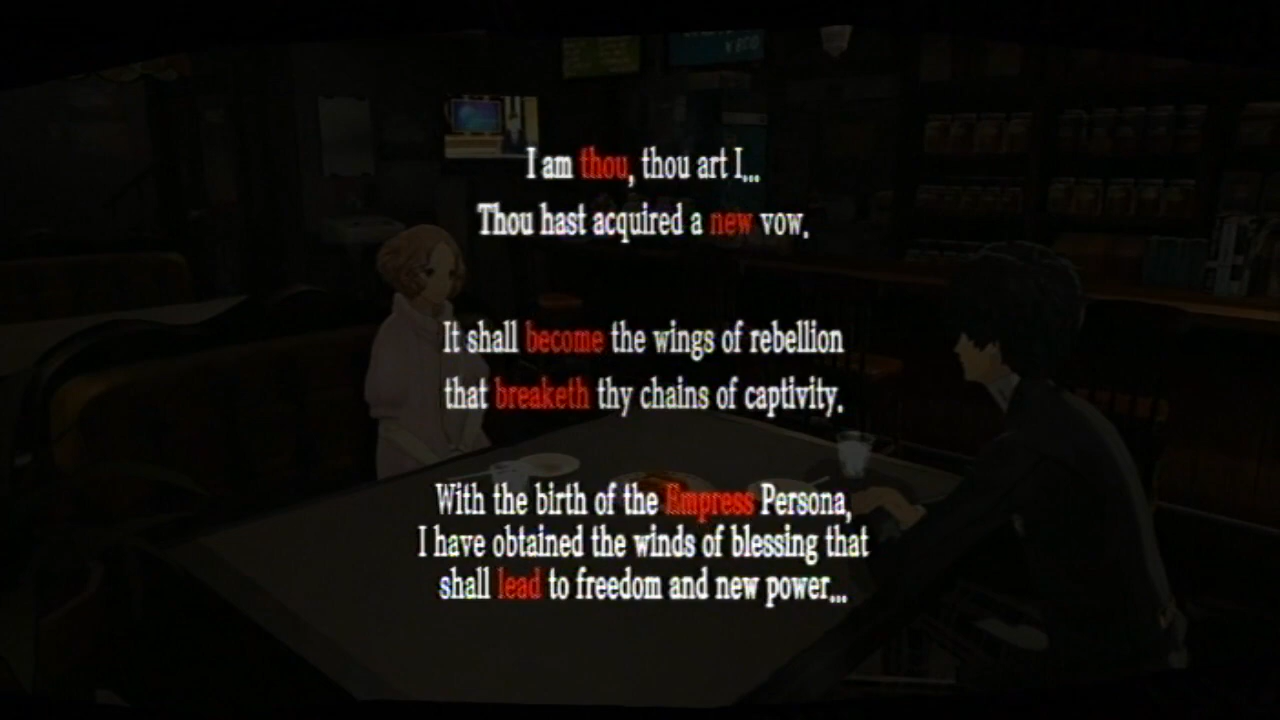 I am thou, thou art I...
Thou hast acquired a new vow.
It shall become the wings of rebellion
that breaketh thy chains of captivity.
With the birth of the Empress Persona,
I have obtained the winds of blessing that
shall lead to freedom and new power...